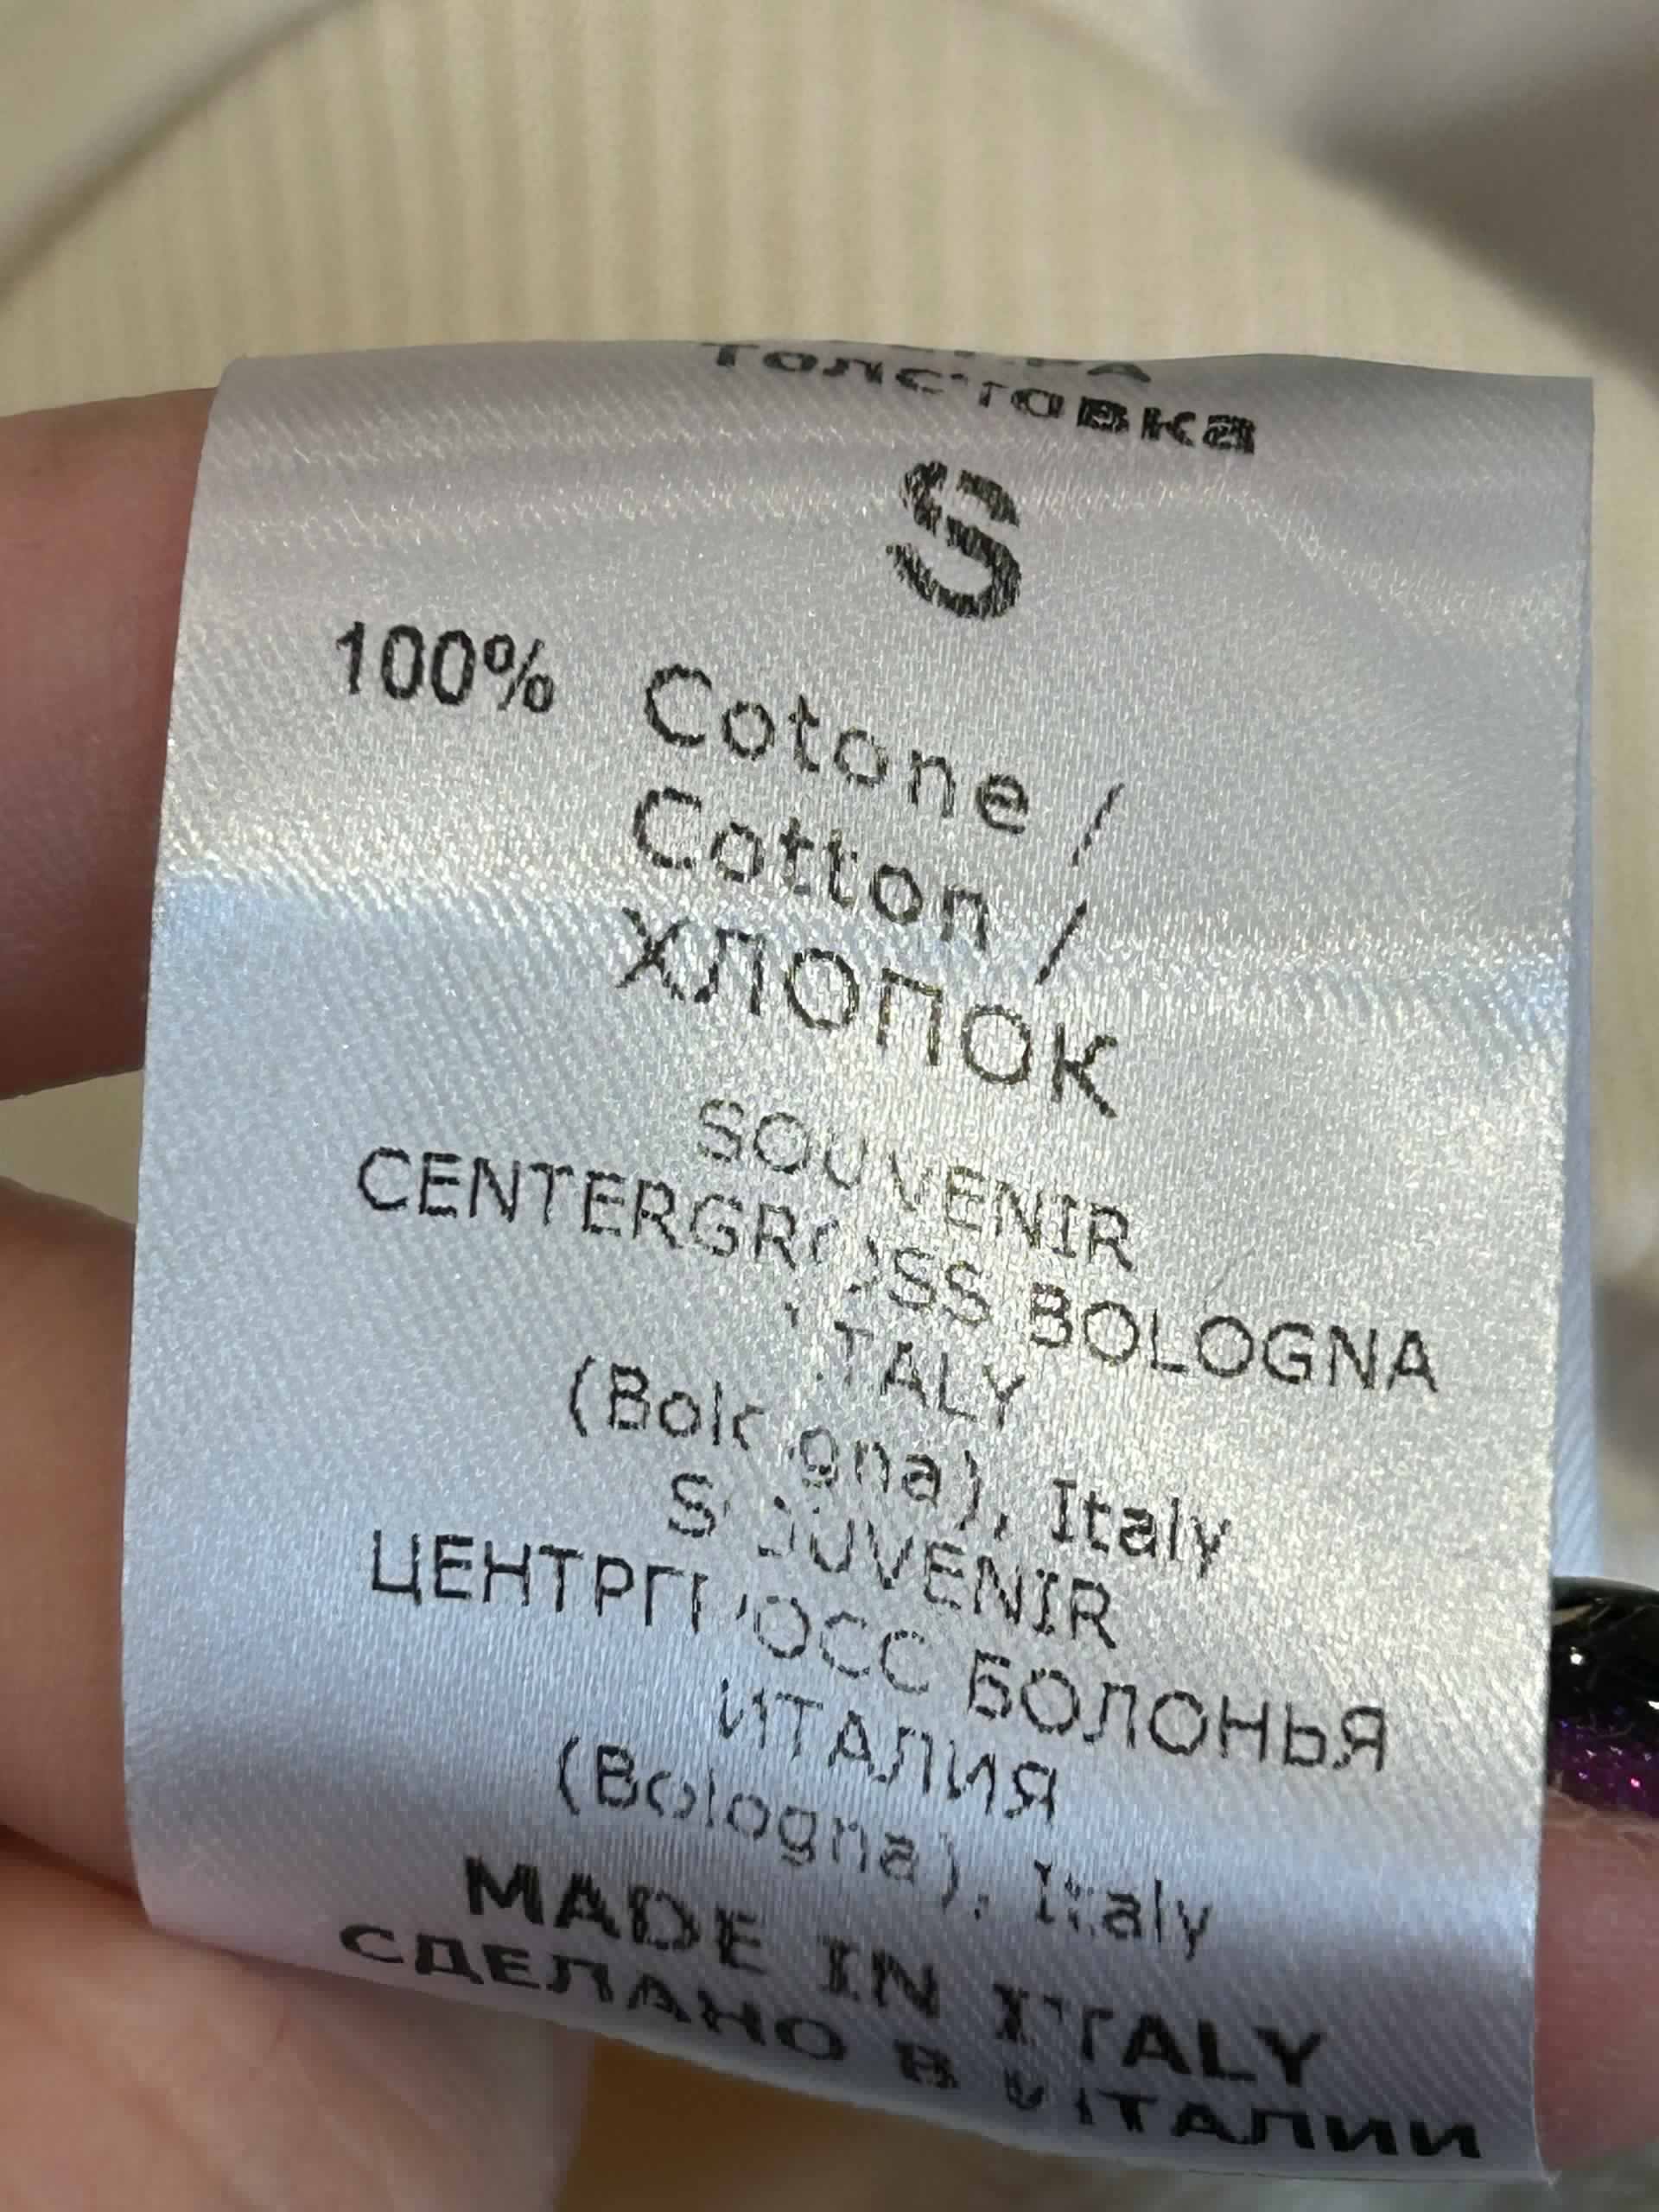 толстовка
S
100% Cotone /
Cotton /
ХЛОПОК
SOUVENIR
CENTERGROSS BOLOGNA
ITALY
(Bologna), Italy
SOUVENIR
ЦЕНТРГРОСС БОЛОНЬЯ
ИТАЛИЯ
(Bologna), Italy
MADE IN ITALY
СДЕЛАНО В ИТАЛИИ